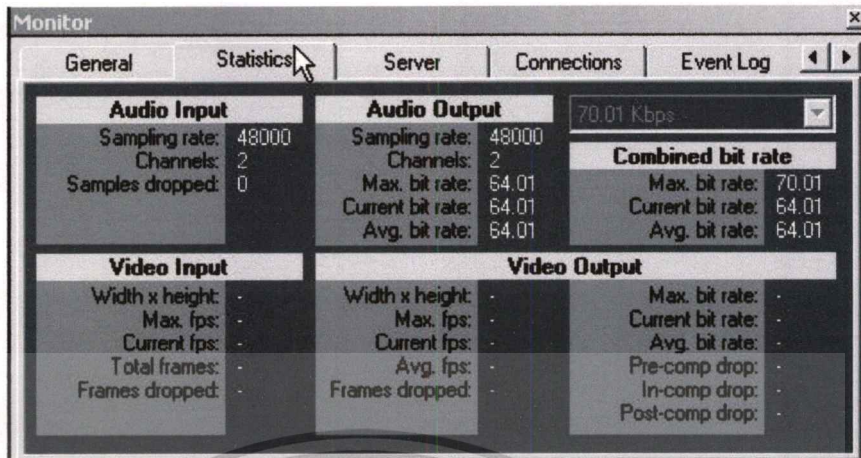 Monitor
General Statistics Server Connections Event Log
Audio Input
Sampling rate: 48000
Channels: 2
Samples dropped: 0
Audio Output
Sampling rate: 48000
Channels: 2
Max. bit rate: 64.01
Current bit rate: 64.01
Avg. bit rate: 64.01
70.01 Kbps
Combined bit rate
Max. bit rate: 70.01
Current bit rate: 64.01
Avg. bit rate: 64.01
Video Input
Width x height: -
Max. fps: -
Current fps: -
Total frames: -
Frames dropped: -
Video Output
Width x height: -
Max. fps: -
Current fps: -
Avg. fps: -
Frames dropped: -
Max. bit rate: -
Current bit rate: -
Avg. bit rate: -
Pre-comp drop: -
In-comp drop: -
Post-comp drop: -